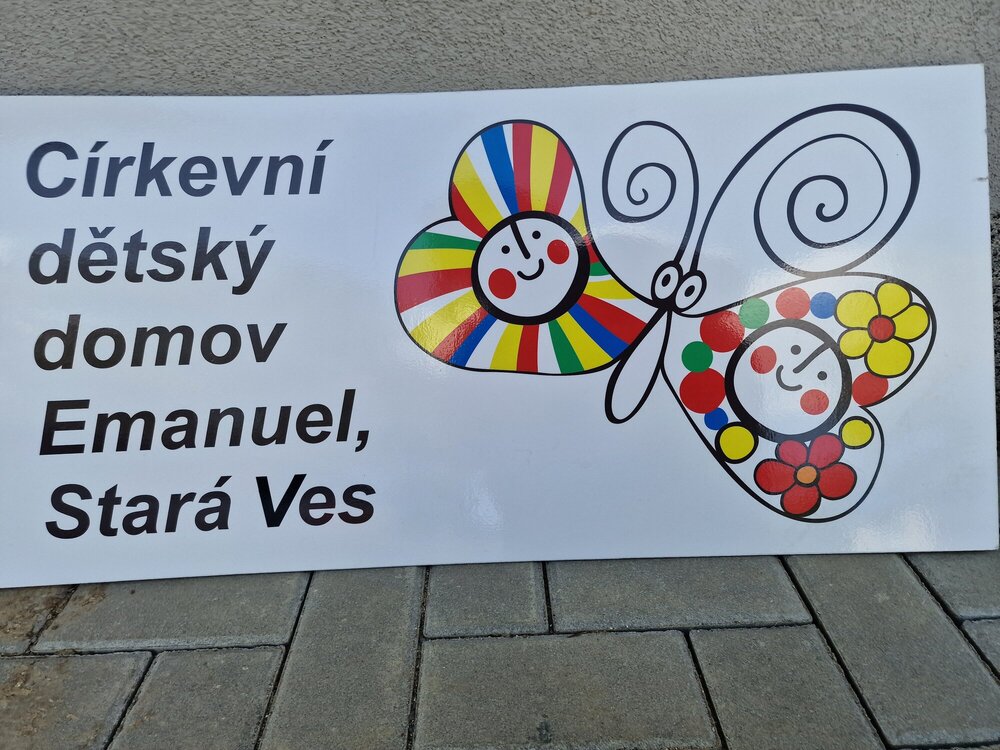 Církevní
dětský
domov
Emanuel,
Stará Ves